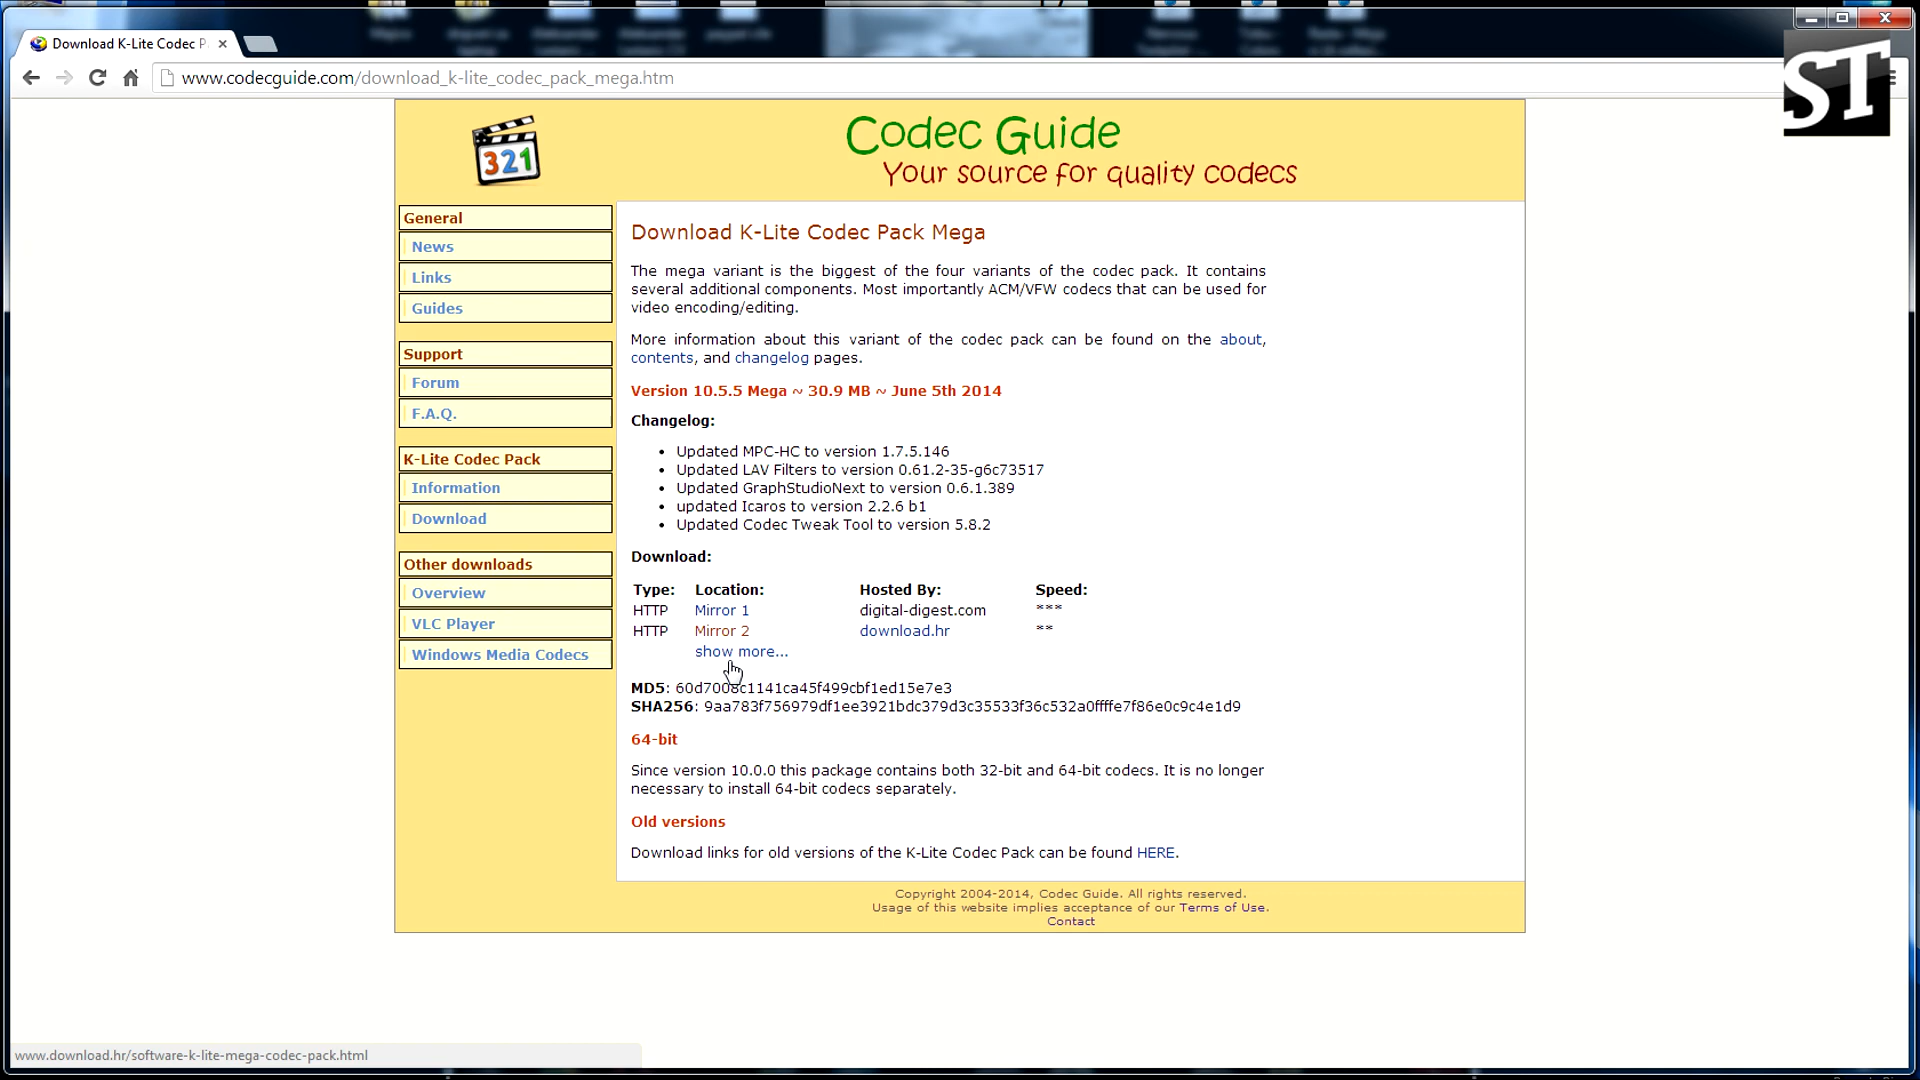 Download K-Lite Codec P
www.codecguide.com/download_k-lite_codec_pack_mega.htm
ST
321
Codec Guide
Your source for quality codecs
General
News
Links
Guides
Support
Forum
F.A.Q.
K-Lite Codec Pack
Information
Download
Other downloads
Overview
VLC Player
Windows Media Codecs
Download K-Lite Codec Pack Mega
The mega variant is the biggest of the four variants of the codec pack. It contains
several additional components. Most importantly ACM/VFW codecs that can be used for
video encoding/editing.
More information about this variant of the codec pack can be found on the about,
contents, and changelog pages.
Version 10.5.5 Mega ~ 30.9 MB ~ June 5th 2014
Changelog:
• Updated MPC-HC to version 1.7.5.146
• Updated LAV Filters to version 0.61.2-35-g6c73517
• Updated GraphStudioNext to version 0.6.1.389
• updated Icaros to version 2.2.6 b1
• Updated Codec Tweak Tool to version 5.8.2
Download:
Type: Location: Hosted By: Speed:
HTTP Mirror 1 digital-digest.com ***
HTTP Mirror 2 download.hr **
show more...
MD5: 60d7008c1141ca45f499cbf1ed15e7e3
SHA256: 9aa783f756979df1ee3921bdc379d3c35533f36c532a0ffffe7f86e0c9c4e1d9
64-bit
Since version 10.0.0 this package contains both 32-bit and 64-bit codecs. It is no longer
necessary to install 64-bit codecs separately.
Old versions
Download links for old versions of the K-Lite Codec Pack can be found HERE.
Copyright 2004-2014, Codec Guide. All rights reserved.
Usage of this website implies acceptance of our Terms of Use.
Contact
www.download.hr/software-k-lite-mega-codec-pack.html